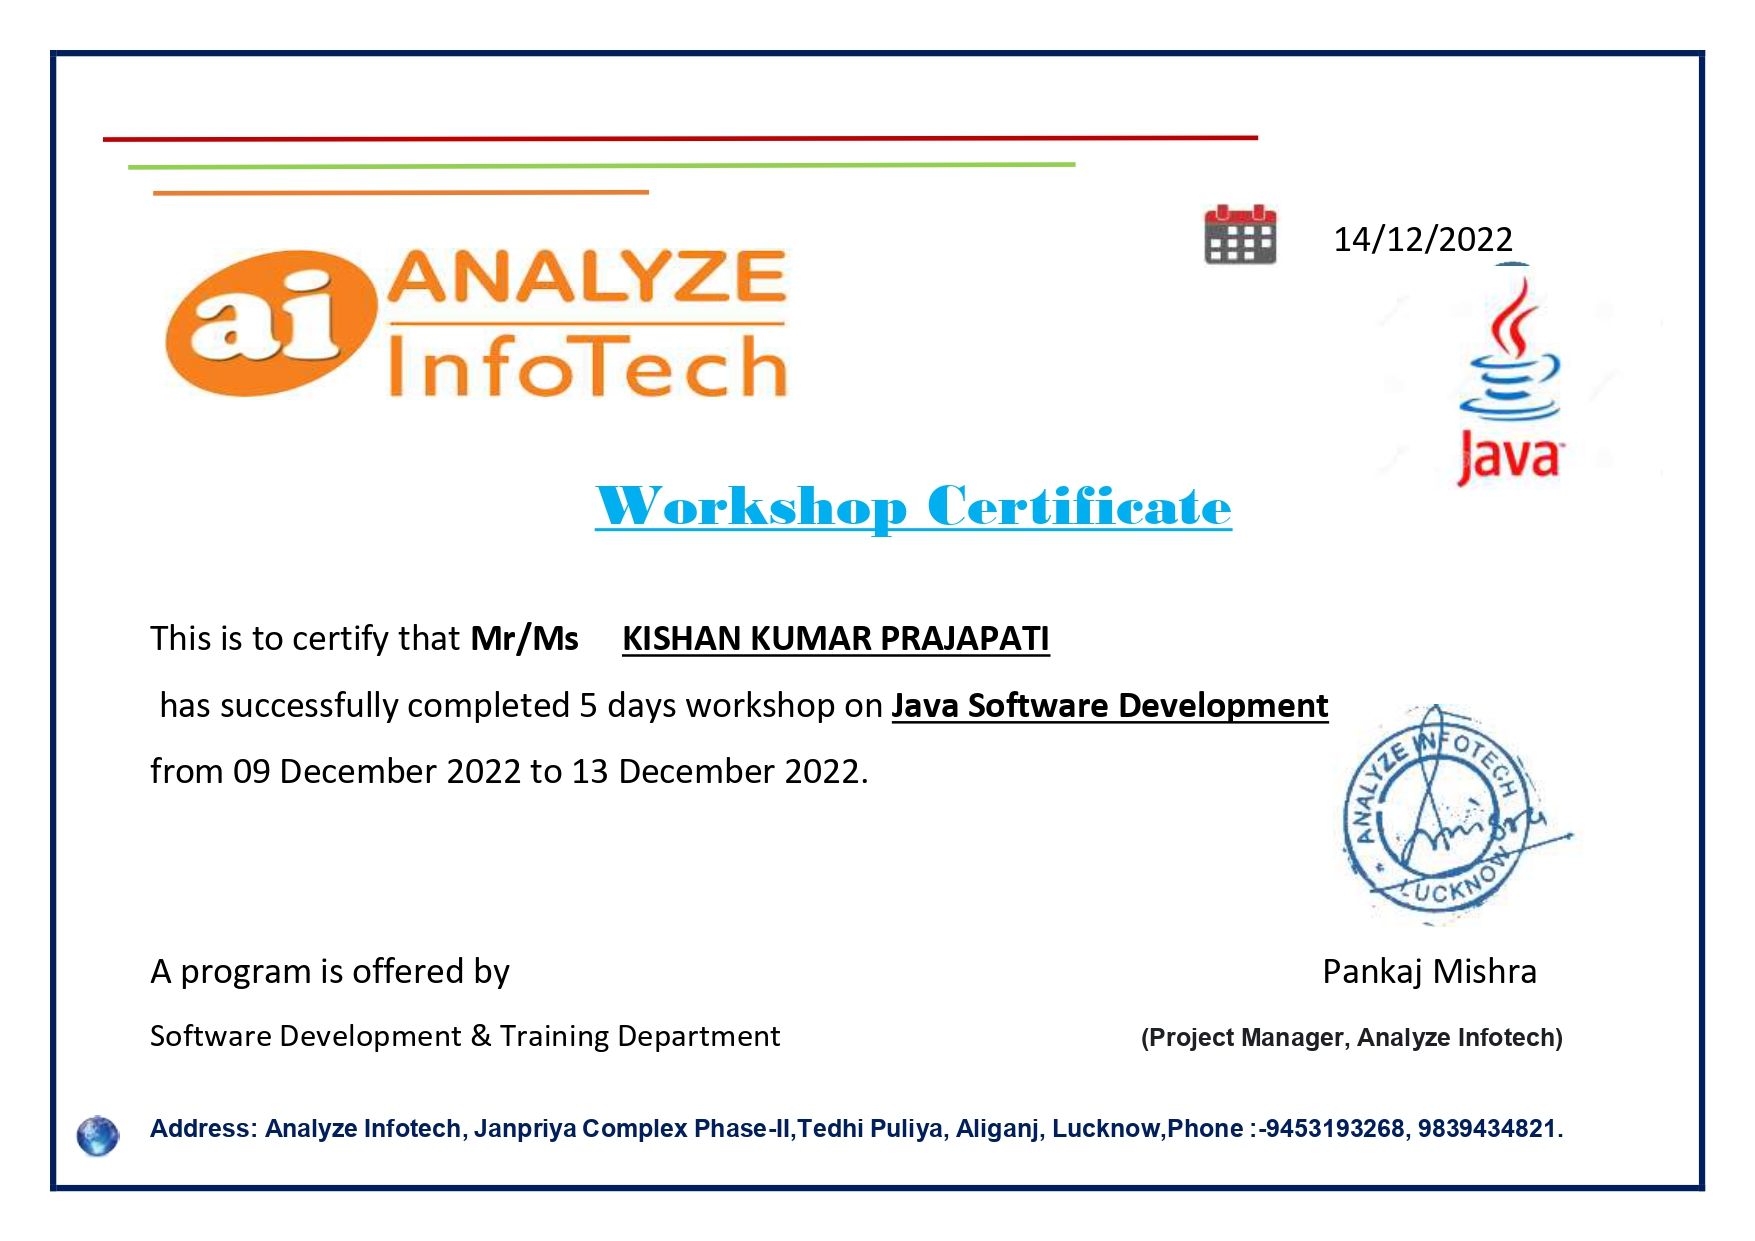 14/12/2022
ai ANALYZE
InfoTech
Java
Workshop Certificate
This is to certify that Mr/Ms KISHAN KUMAR PRAJAPATI
has successfully completed 5 days workshop on Java Software Development
from 09 December 2022 to 13 December 2022.
ANALYZE INFOTECH
LUCKNOW
A program is offered by
Pankaj Mishra
Software Development & Training Department
(Project Manager, Analyze Infotech)
Address: Analyze Infotech, Janpriya Complex Phase-II,Tedhi Puliya, Aliganj, Lucknow,Phone :-9453193268, 9839434821.